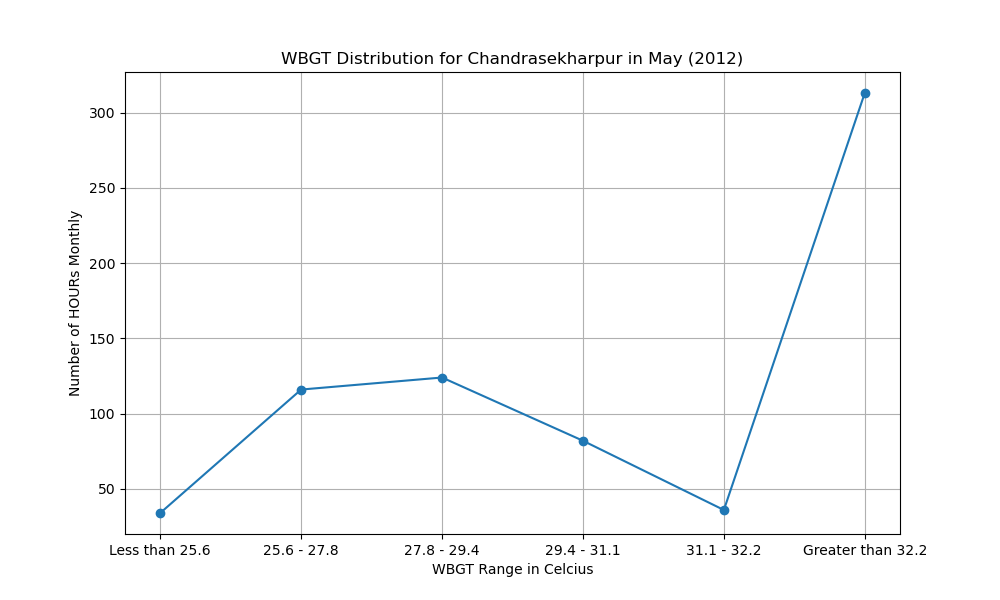 WBGT Distribution for Chandrasekharpur in May (2012)
Number of HOURs Monthly
300
250
200
150
100
50
Less than 25.6
25.6 - 27.8
27.8 - 29.4
29.4 - 31.1
31.1 - 32.2
Greater than 32.2
WBGT Range in Celcius